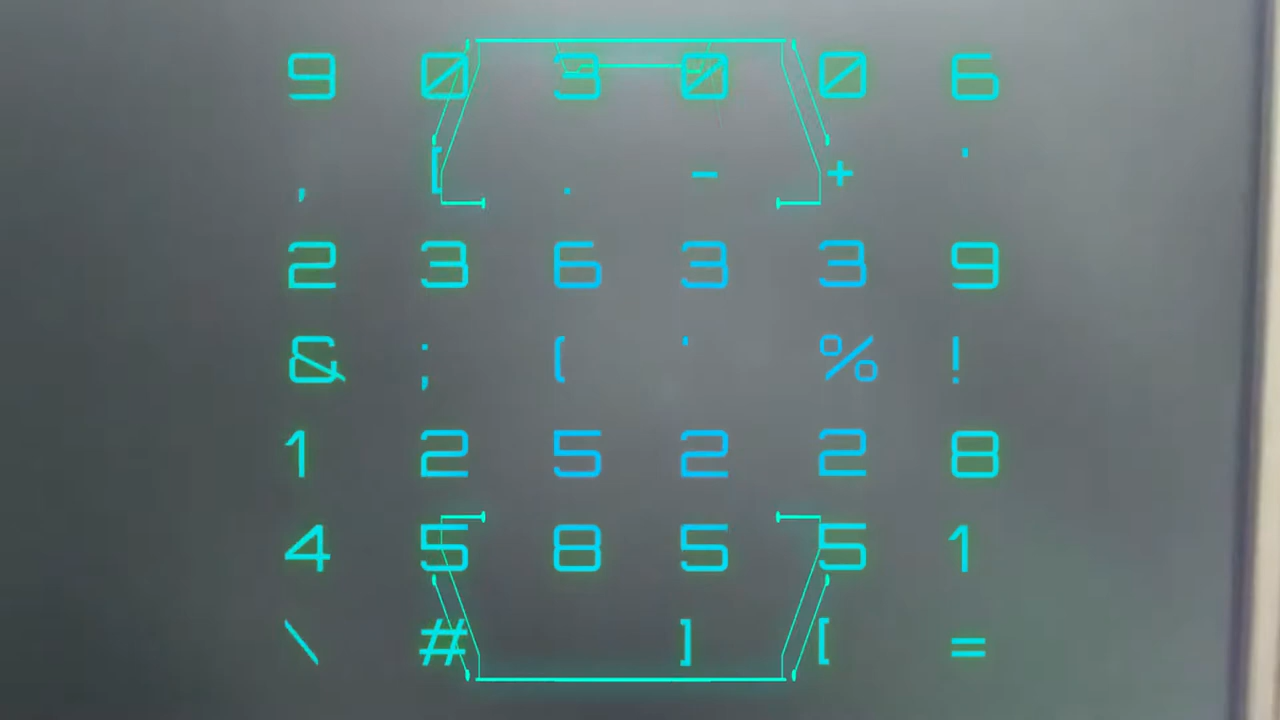 9 0 3 0 0 6
, [ . - + '
2 3 6 3 3 9
& ; ( ' % !
1 2 5 2 2 8
4 5 8 5 5 1
\ # ] [ =